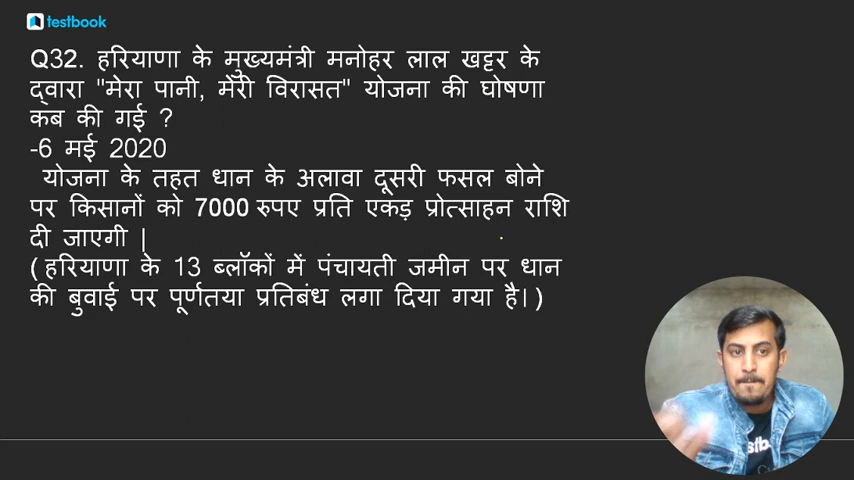 testbook
Q32. हरियाणा के मुख्यमंत्री मनोहर लाल खट्टर के
द्वारा "मेरा पानी, मेरी विरासत" योजना की घोषणा
कब की गई ?
-6 मई 2020
योजना के तहत धान के अलावा दूसरी फसल बोने
पर किसानों को 7000 रुपए प्रति एकड़ प्रोत्साहन राशि
दी जाएगी |
( हरियाणा के 13 ब्लॉकों में पंचायती जमीन पर धान
की बुवाई पर पूर्णतया प्रतिबंध लगा दिया गया है। )